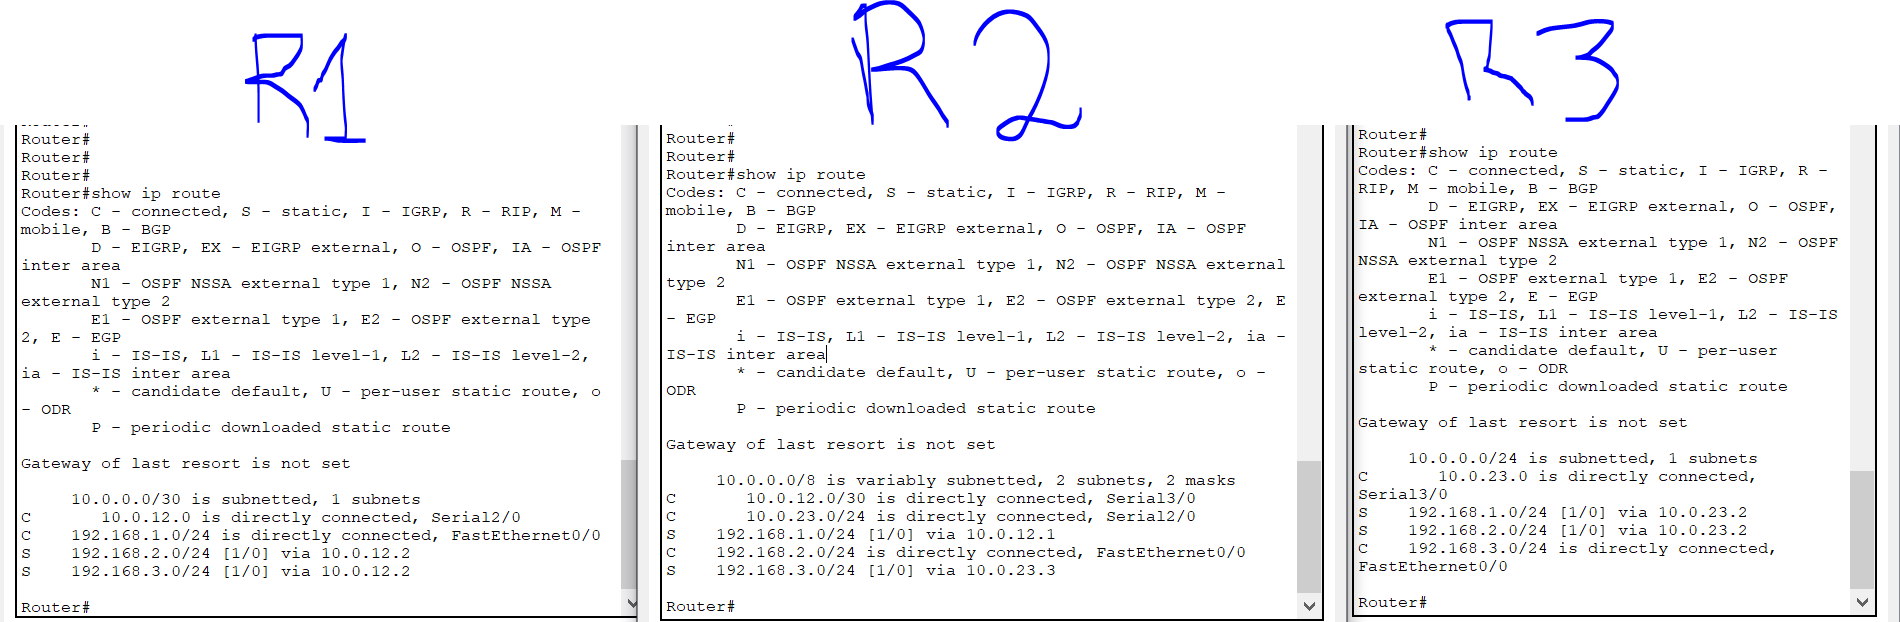 R1
Router#
Router#
Router#
Router#show ip route
Codes: C - connected, S - static, I - IGRP, R - RIP, M -
mobile, B - BGP
D - EIGRP, EX - EIGRP external, O - OSPF, IA - OSPF
inter area
N1 - OSPF NSSA external type 1, N2 - OSPF NSSA
external type 2
E1 - OSPF external type 1, E2 - OSPF external type
2, E - EGP
i - IS-IS, L1 - IS-IS level-1, L2 - IS-IS level-2,
ia - IS-IS inter area
* - candidate default, U - per-user static route, o
- ODR
P - periodic downloaded static route
Gateway of last resort is not set
10.0.0.0/30 is subnetted, 1 subnets
C 10.0.12.0 is directly connected, Serial2/0
C 192.168.1.0/24 is directly connected, FastEthernet0/0
S 192.168.2.0/24 [1/0] via 10.0.12.2
S 192.168.3.0/24 [1/0] via 10.0.12.2
Router#
R2
Router#
Router#
Router#show ip route
Codes: C - connected, S - static, I - IGRP, R - RIP, M -
mobile, B - BGP
D - EIGRP, EX - EIGRP external, O - OSPF, IA - OSPF
inter area
N1 - OSPF NSSA external type 1, N2 - OSPF NSSA external
type 2
E1 - OSPF external type 1, E2 - OSPF external type 2, E
- EGP
i - IS-IS, L1 - IS-IS level-1, L2 - IS-IS level-2, ia -
IS-IS inter area
* - candidate default, U - per-user static route, o -
ODR
P - periodic downloaded static route
Gateway of last resort is not set
10.0.0.0/8 is variably subnetted, 2 subnets, 2 masks
C 10.0.12.0/30 is directly connected, Serial3/0
C 10.0.23.0/24 is directly connected, Serial2/0
S 192.168.1.0/24 [1/0] via 10.0.12.1
C 192.168.2.0/24 is directly connected, FastEthernet0/0
S 192.168.3.0/24 [1/0] via 10.0.23.3
Router#
R3
Router#
Router#show ip route
Codes: C - connected, S - static, I - IGRP, R -
RIP, M - mobile, B - BGP
D - EIGRP, EX - EIGRP external, O - OSPF,
IA - OSPF inter area
N1 - OSPF NSSA external type 1, N2 - OSPF
NSSA external type 2
E1 - OSPF external type 1, E2 - OSPF
external type 2, E - EGP
i - IS-IS, L1 - IS-IS level-1, L2 - IS-IS
level-2, ia - IS-IS inter area
* - candidate default, U - per-user
static route, o - ODR
P - periodic downloaded static route
Gateway of last resort is not set
10.0.0.0/24 is subnetted, 1 subnets
C 10.0.23.0 is directly connected,
Serial3/0
S 192.168.1.0/24 [1/0] via 10.0.23.2
S 192.168.2.0/24 [1/0] via 10.0.23.2
C 192.168.3.0/24 is directly connected,
FastEthernet0/0
Router#